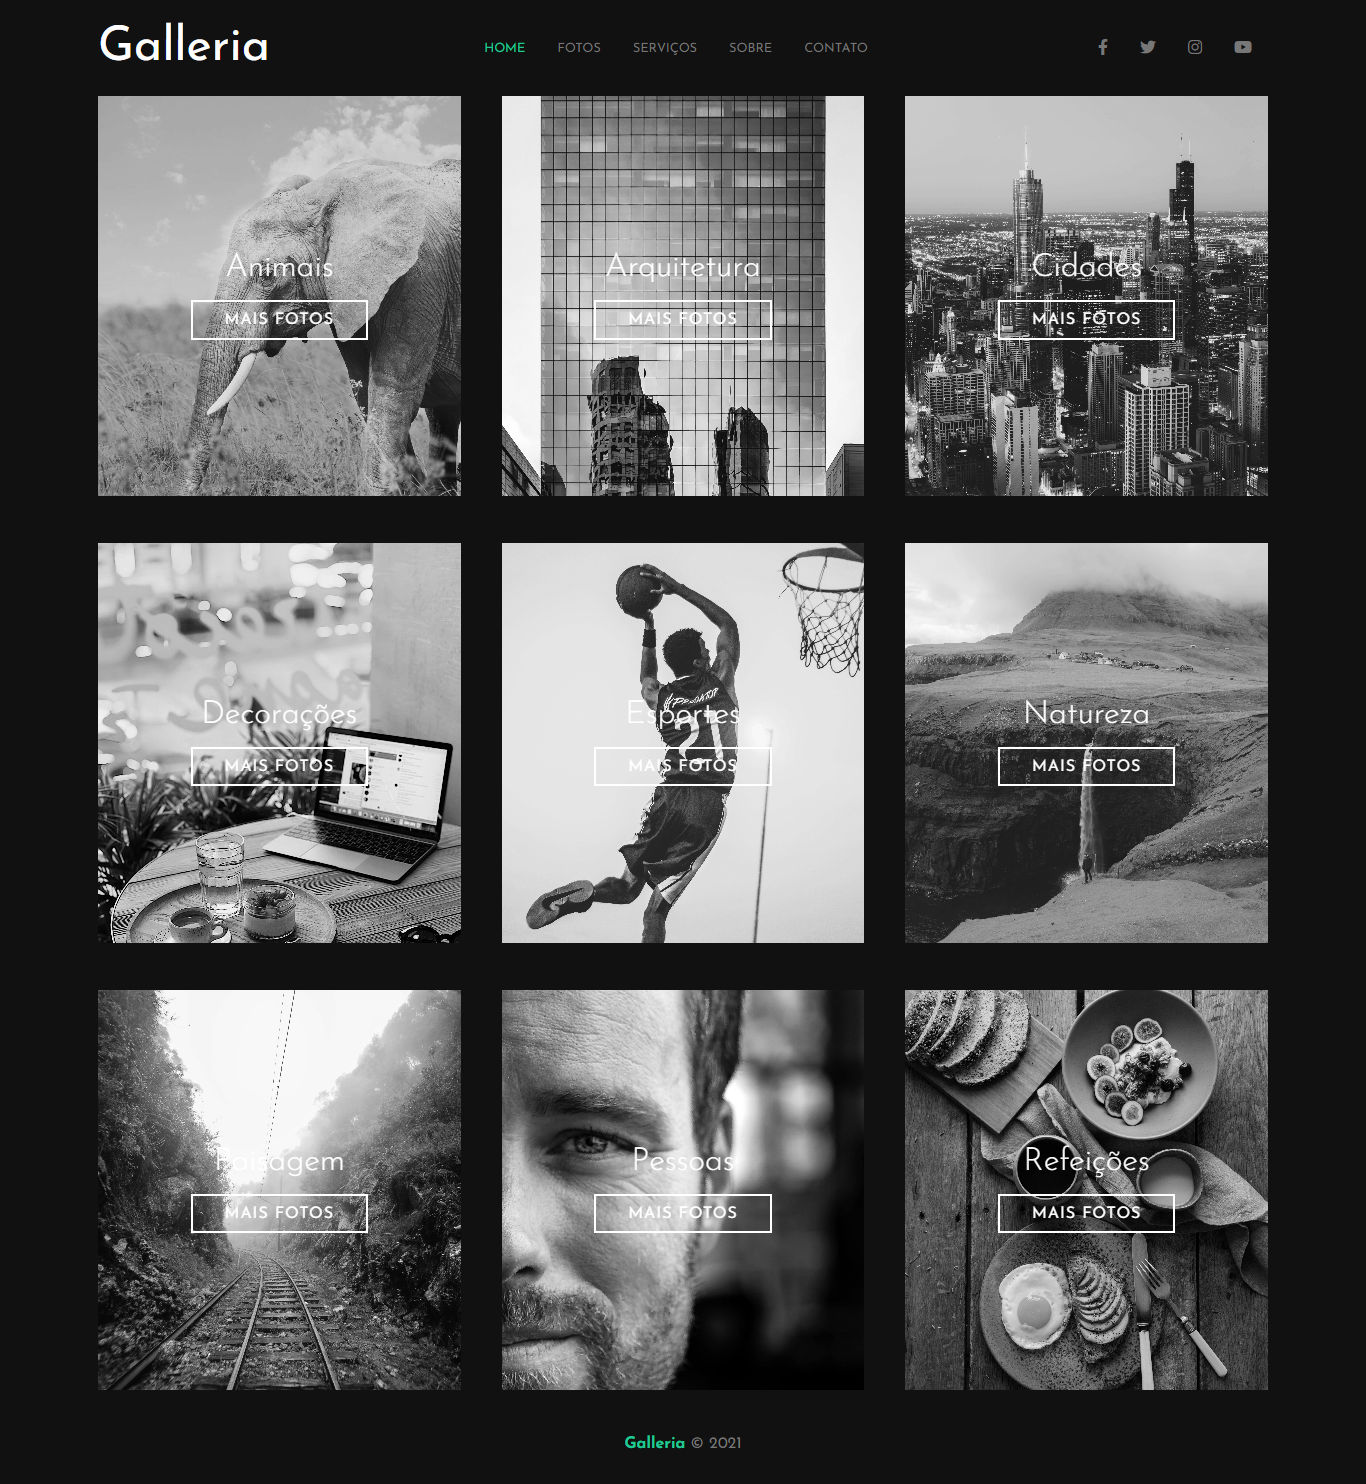 Galleria
HOME FOTOS SERVIÇOS SOBRE CONTATO
Animais
MAIS FOTOS
Arquitetura
MAIS FOTOS
Cidades
MAIS FOTOS
Decorações
MAIS FOTOS
Esportes
MAIS FOTOS
21
Natureza
MAIS FOTOS
Paisagem
MAIS FOTOS
Pessoas
MAIS FOTOS
Refeições
MAIS FOTOS
Galleria © 2021